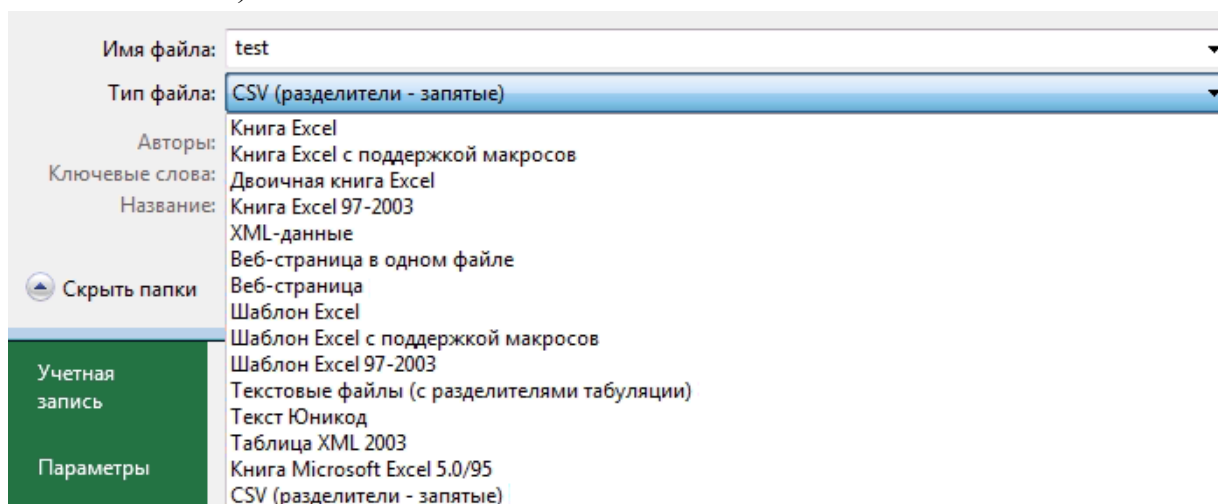 Имя файла: test
Тип файла: CSV (разделители - запятые)
Авторы:
Ключевые слова:
Название:
Книга Excel
Книга Excel с поддержкой макросов
Двоичная книга Excel
Книга Excel 97-2003
XML-данные
Веб-страница в одном файле
Веб-страница
Шаблон Excel
Шаблон Excel с поддержкой макросов
Шаблон Excel 97-2003
Текстовые файлы (с разделителями табуляции)
Текст Юникод
Таблица XML 2003
Книга Microsoft Excel 5.0/95
CSV (разделители - запятые)
Скрыть папки
Учетная
запись
Параметры